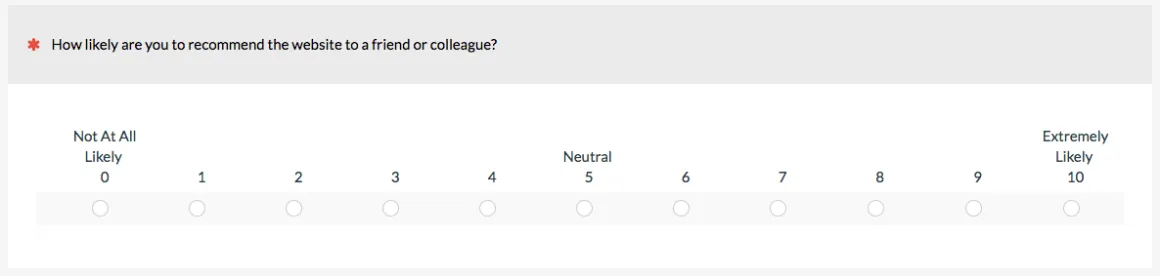 * How likely are you to recommend the website to a friend or colleague?
Not At All Extremely
Likely Neutral Likely
0 1 2 3 4 5 6 7 8 9 10